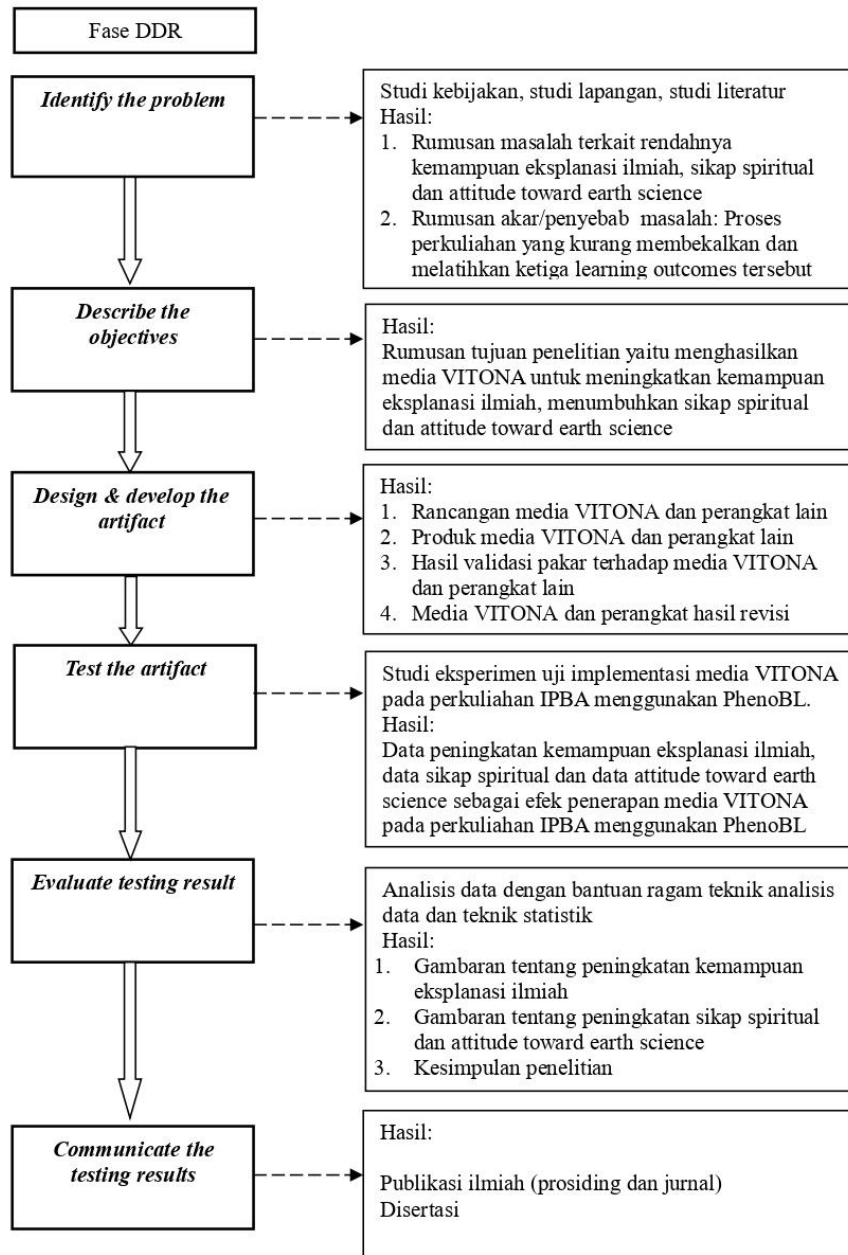 Fase DDR
Identify the problem
Studi kebijakan, studi lapangan, studi literatur
Hasil:
1. Rumusan masalah terkait rendahnya
kemampuan eksplanasi ilmiah, sikap spiritual
dan attitude toward earth science
2. Rumusan akar/penyebab masalah: Proses
perkuliahan yang kurang membekalkan dan
melatihkan ketiga learning outcomes tersebut
Describe the
objectives
Hasil:
Rumusan tujuan penelitian yaitu menghasilkan
media VITONA untuk meningkatkan kemampuan
eksplanasi ilmiah, menumbuhkan sikap spiritual
dan attitude toward earth science
Design & develop the
artifact
Hasil:
1. Rancangan media VITONA dan perangkat lain
2. Produk media VITONA dan perangkat lain
3. Hasil validasi pakar terhadap media VITONA
dan perangkat lain
4. Media VITONA dan perangkat hasil revisi
Test the artifact
Studi eksperimen uji implementasi media VITONA
pada perkuliahan IPBA menggunakan PhenoBL.
Hasil:
Data peningkatan kemampuan eksplanasi ilmiah,
data sikap spiritual dan data attitude toward earth
science sebagai efek penerapan media VITONA
pada perkuliahan IPBA menggunakan PhenoBL
Evaluate testing result
Analisis data dengan bantuan ragam teknik analisis
data dan teknik statistik
Hasil:
1. Gambaran tentang peningkatan kemampuan
eksplanasi ilmiah
2. Gambaran tentang peningkatan sikap spiritual
dan attitude toward earth science
3. Kesimpulan penelitian
Communicate the
testing results
Hasil:
Publikasi ilmiah (prosiding dan jurnal)
Disertasi